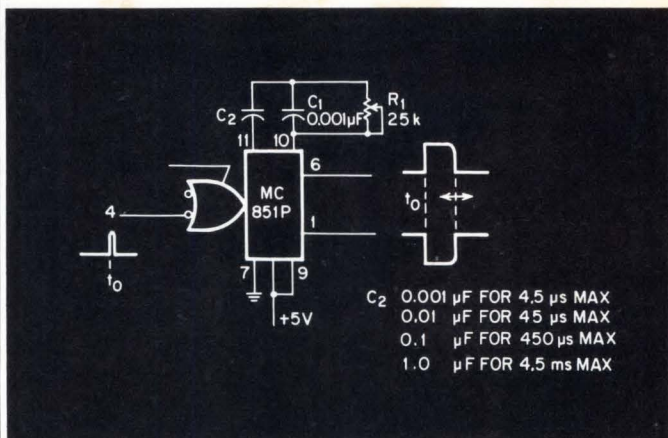 C2
C1
0.001µF
R1
25 k
11
10
6
MC
851P
4
1
t0
t0
7
9
+5V
C2 0.001 µF FOR 4.5 µs MAX
0.01 µF FOR 45 µs MAX
0.1 µF FOR 450 µs MAX
1.0 µF FOR 4.5 ms MAX